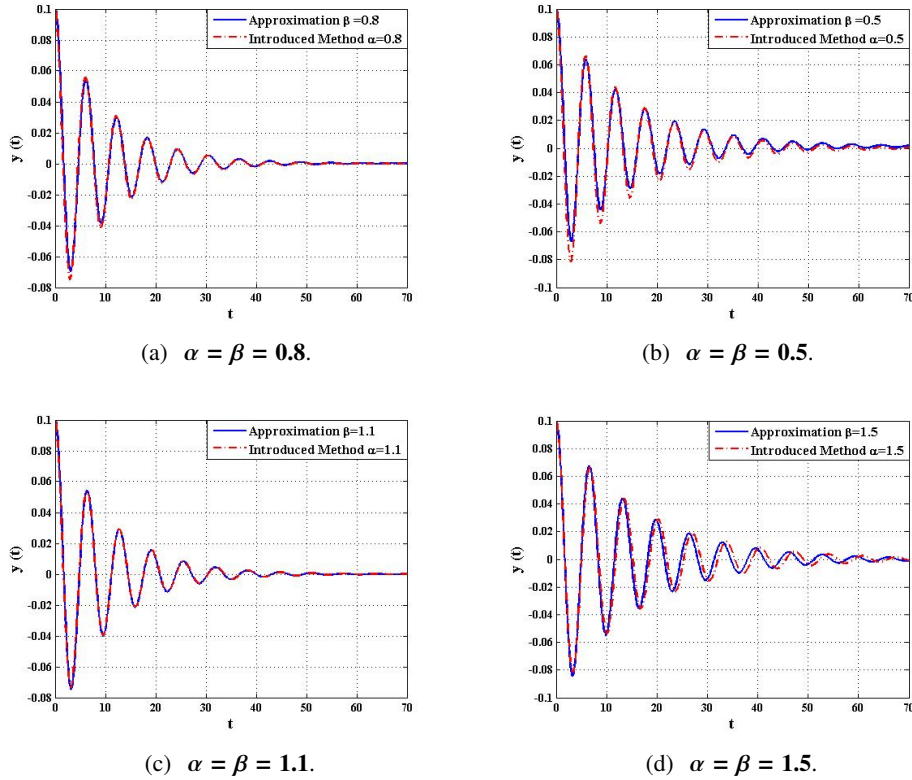 0.1
0.08
0.06
0.04
0.02
0
-0.02
-0.04
-0.06
-0.08
y (t)
0 10 20 30 40 50 60 70
t
Approximation β =0.8
Introduced Method α=0.8
(a) α = β = 0.8.
0.1
0.08
0.06
0.04
0.02
0
-0.02
-0.04
-0.06
-0.08
-0.1
y (t)
0 10 20 30 40 50 60 70
t
Approximation β =0.5
Introduced Method α=0.5
(b) α = β = 0.5.
0.1
0.08
0.06
0.04
0.02
0
-0.02
-0.04
-0.06
-0.08
y (t)
0 10 20 30 40 50 60 70
t
Approximation β=1.1
Introduced Method α=1.1
(c) α = β = 1.1.
0.1
0.08
0.06
0.04
0.02
0
-0.02
-0.04
-0.06
-0.08
-0.1
y (t)
0 10 20 30 40 50 60 70
t
Approximation β=1.5
Introduced Method α=1.5
(d) α = β = 1.5.